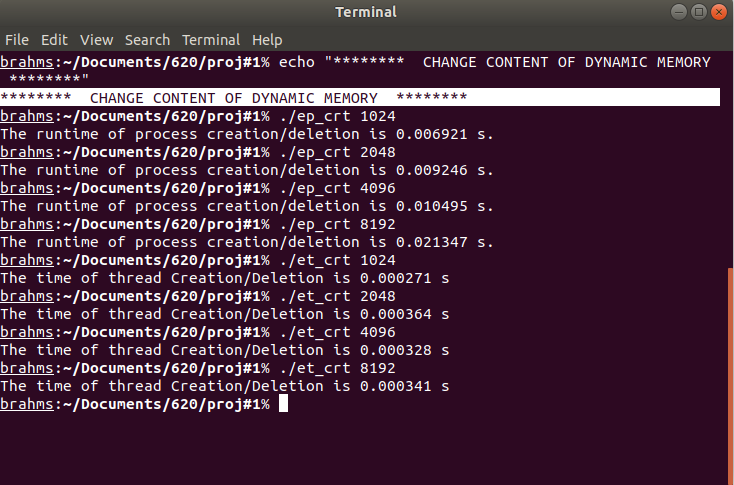 Terminal
File Edit View Search Terminal Help
brahms:~/Documents/620/proj#1% echo "******** CHANGE CONTENT OF DYNAMIC MEMORY
********"
******** CHANGE CONTENT OF DYNAMIC MEMORY ********
brahms:~/Documents/620/proj#1% ./ep_crt 1024
The runtime of process creation/deletion is 0.006921 s.
brahms:~/Documents/620/proj#1% ./ep_crt 2048
The runtime of process creation/deletion is 0.009246 s.
brahms:~/Documents/620/proj#1% ./ep_crt 4096
The runtime of process creation/deletion is 0.010495 s.
brahms:~/Documents/620/proj#1% ./ep_crt 8192
The runtime of process creation/deletion is 0.021347 s.
brahms:~/Documents/620/proj#1% ./et_crt 1024
The time of thread Creation/Deletion is 0.000271 s
brahms:~/Documents/620/proj#1% ./et_crt 2048
The time of thread Creation/Deletion is 0.000364 s
brahms:~/Documents/620/proj#1% ./et_crt 4096
The time of thread Creation/Deletion is 0.000328 s
brahms:~/Documents/620/proj#1% ./et_crt 8192
The time of thread Creation/Deletion is 0.000341 s
brahms:~/Documents/620/proj#1%